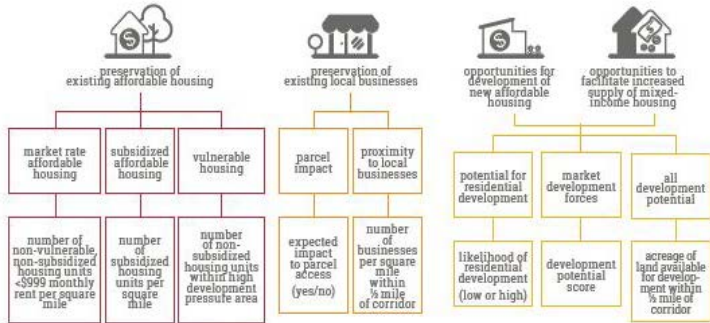 preservation of
existing affordable housing
preservation of
existing local businesses
opportunities for
development of
new affordable
housing
opportunities to
facilitate increased
supply of mixed-
income housing
market rate
affordable
housing
subsidized
affordable
housing
vulnerable
housing
parcel
impact
proximity
to local
businesses
potential for
residential
development
market
development
forces
all
development
potential
number of
non-vulnerable,
non-subsidized
housing units
<$999 monthly
rent per square
mile
number
of
subsidized
housing
units per
square
mile
number
of non-
subsidized
housing units
within high
development
pressure area
expected
impact
to parcel
access
(yes/no)
number
of
businesses
per square
mile
within
½ mile
of corridor
likelihood of
residential
development
(low or high)
development
potential
score
acreage of
land available
for develop-
ment within
½ mile of
corridor